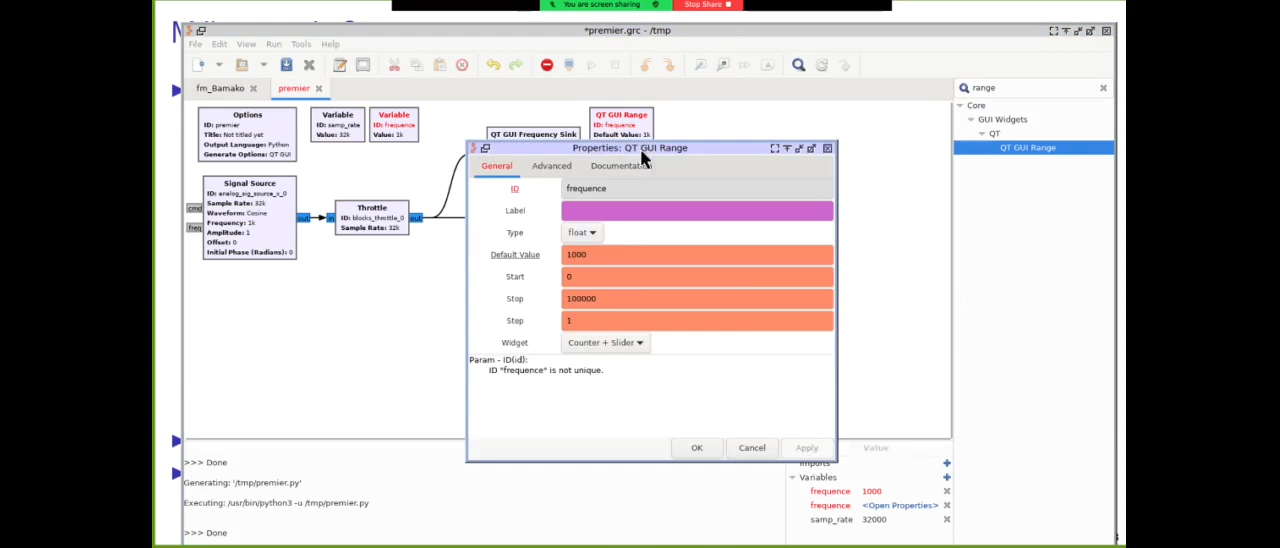 You are screen sharing
Stop Share
*premier.grc - /tmp
File Edit View Run Tools Help
fm_Bamako
premier
range
Options
ID: premier
Title: Not titled yet
Output Language: Python
Generate Options: QT GUI
Variable
ID: samp_rate
Value: 32k
Variable
ID: frequence
Value: 1k
QT GUI Frequency Sink
QT GUI Range
ID: frequence
Default Value: 1k
Core
GUI Widgets
QT
QT GUI Range
Signal Source
ID: analog_sig_source_x_0
Sample Rate: 32k
Waveform: Cosine
Frequency: 1k
Amplitude: 1
Offset: 0
Initial Phase (Radians): 0
cmd
freq
out
in
Throttle
ID: blocks_throttle_0
Sample Rate: 32k
out
Properties: QT GUI Range
General Advanced Documentation
ID frequence
Label
Type float
Default Value 1000
Start 0
Stop 100000
Step 1
Widget Counter + Slider
Param - ID(id):
ID "frequence" is not unique.
OK Cancel Apply
>>> Done
Generating: '/tmp/premier.py'
Executing: /usr/bin/python3 -u /tmp/premier.py
>>> Done
Value
Imports
Variables
frequence 1000
frequence <Open Properties>
samp_rate 32000